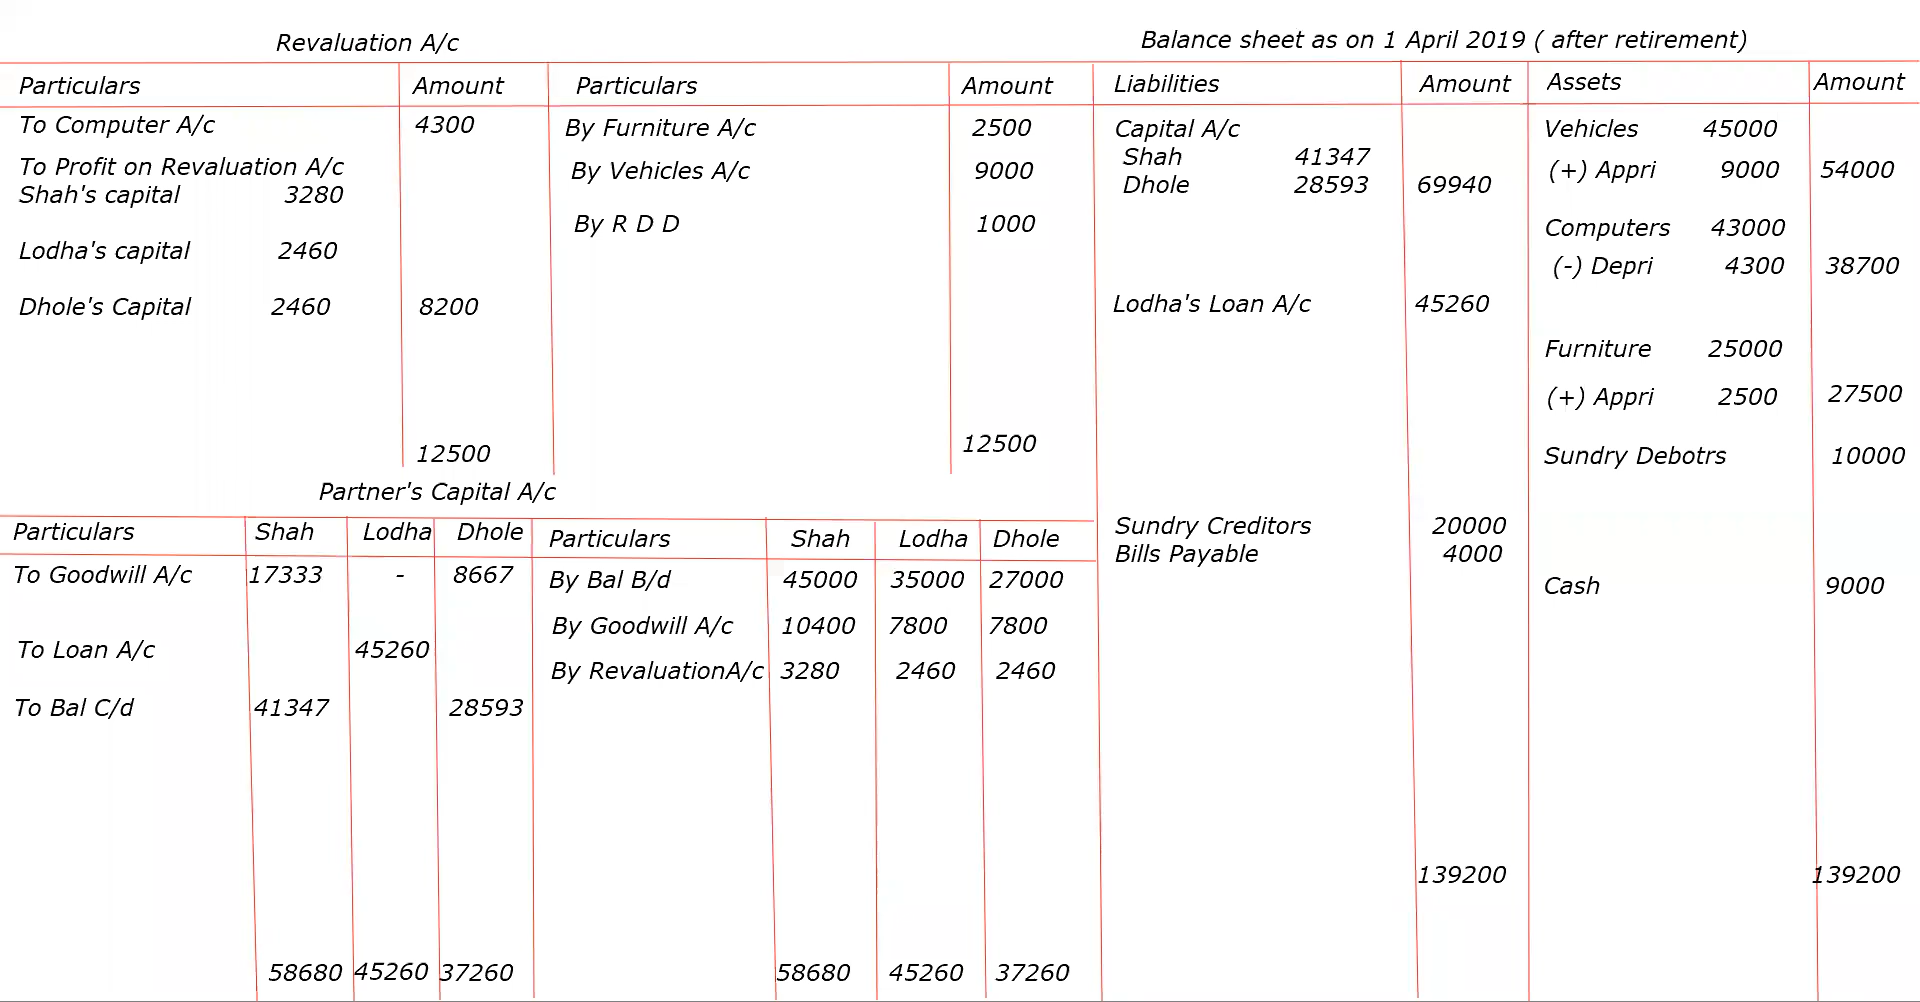 Revaluation A/c
Particulars Amount Particulars Amount
To Computer A/c 4300 By Furniture A/c 2500
To Profit on Revaluation A/c By Vehicles A/c 9000
Shah's capital 3280
By R D D 1000
Lodha's capital 2460
Dhole's Capital 2460 8200
12500 12500
Partner's Capital A/c
Particulars Shah Lodha Dhole Particulars Shah Lodha Dhole
To Goodwill A/c 17333 - 8667 By Bal B/d 45000 35000 27000
By Goodwill A/c 10400 7800 7800
To Loan A/c 45260
By RevaluationA/c 3280 2460 2460
To Bal C/d 41347 28593
58680 45260 37260 58680 45260 37260
Balance sheet as on 1 April 2019 ( after retirement)
Liabilities Amount Assets Amount
Capital A/c Vehicles 45000
Shah 41347
(+) Appri 9000 54000
Dhole 28593 69940
Computers 43000
(-) Depri 4300 38700
Lodha's Loan A/c 45260
Furniture 25000
(+) Appri 2500 27500
Sundry Debotrs 10000
Sundry Creditors 20000
Bills Payable 4000
Cash 9000
139200 139200